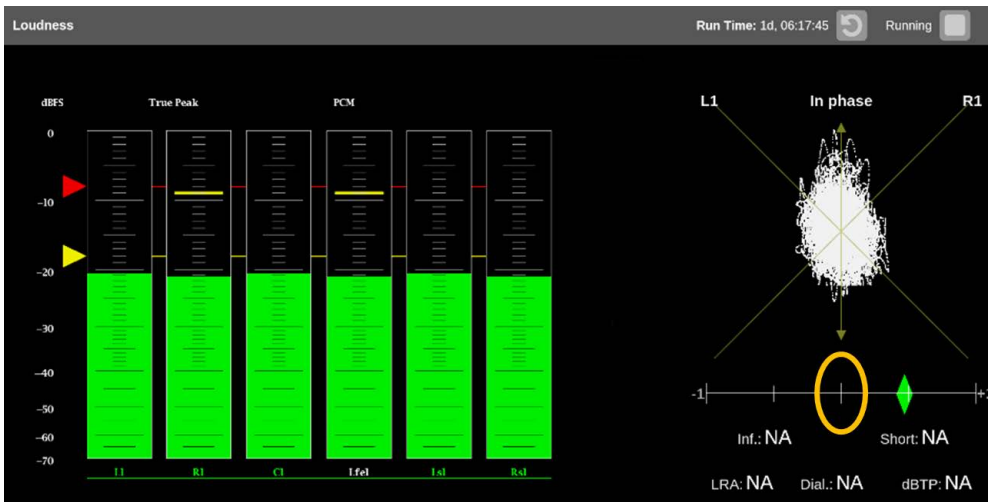 Loudness
Run Time: 1d, 06:17:45
Running
dBFS
True Peak
PCM
0
-10
-20
-30
-40
-50
-60
-70
L1
R1
C1
Lfe1
Ls1
Rs1
L1
In phase
R1
-1
+1
Inf.: NA
Short: NA
LRA: NA
Dial.: NA
dBTP: NA